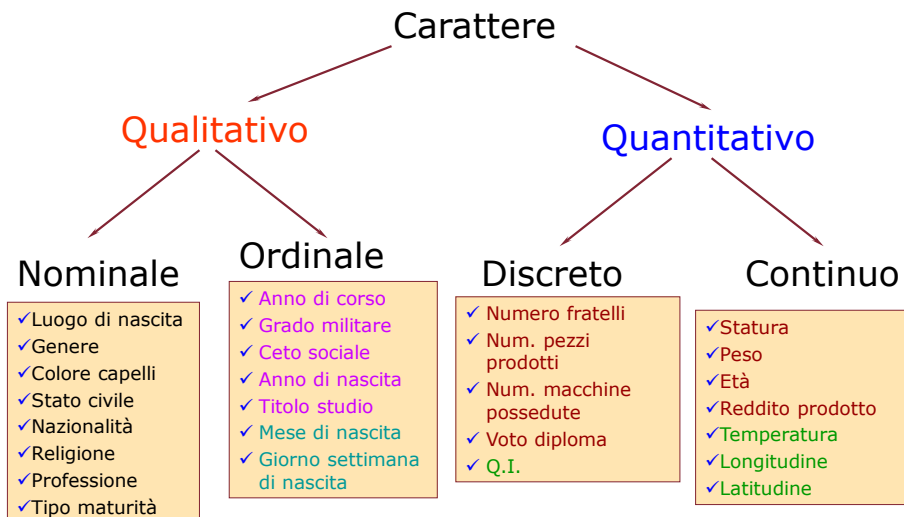 Carattere
Qualitativo
Quantitativo
Nominale
✓Luogo di nascita
✓Genere
✓Colore capelli
✓Stato civile
✓Nazionalità
✓Religione
✓Professione
✓Tipo maturità
Ordinale
✓ Anno di corso
✓ Grado militare
✓ Ceto sociale
✓ Anno di nascita
✓ Titolo studio
✓ Mese di nascita
✓ Giorno settimana
di nascita
Discreto
✓ Numero fratelli
✓ Num. pezzi
prodotti
✓ Num. macchine
possedute
✓ Voto diploma
✓ Q.I.
Continuo
✓Statura
✓Peso
✓Età
✓Reddito prodotto
✓Temperatura
✓Longitudine
✓Latitudine